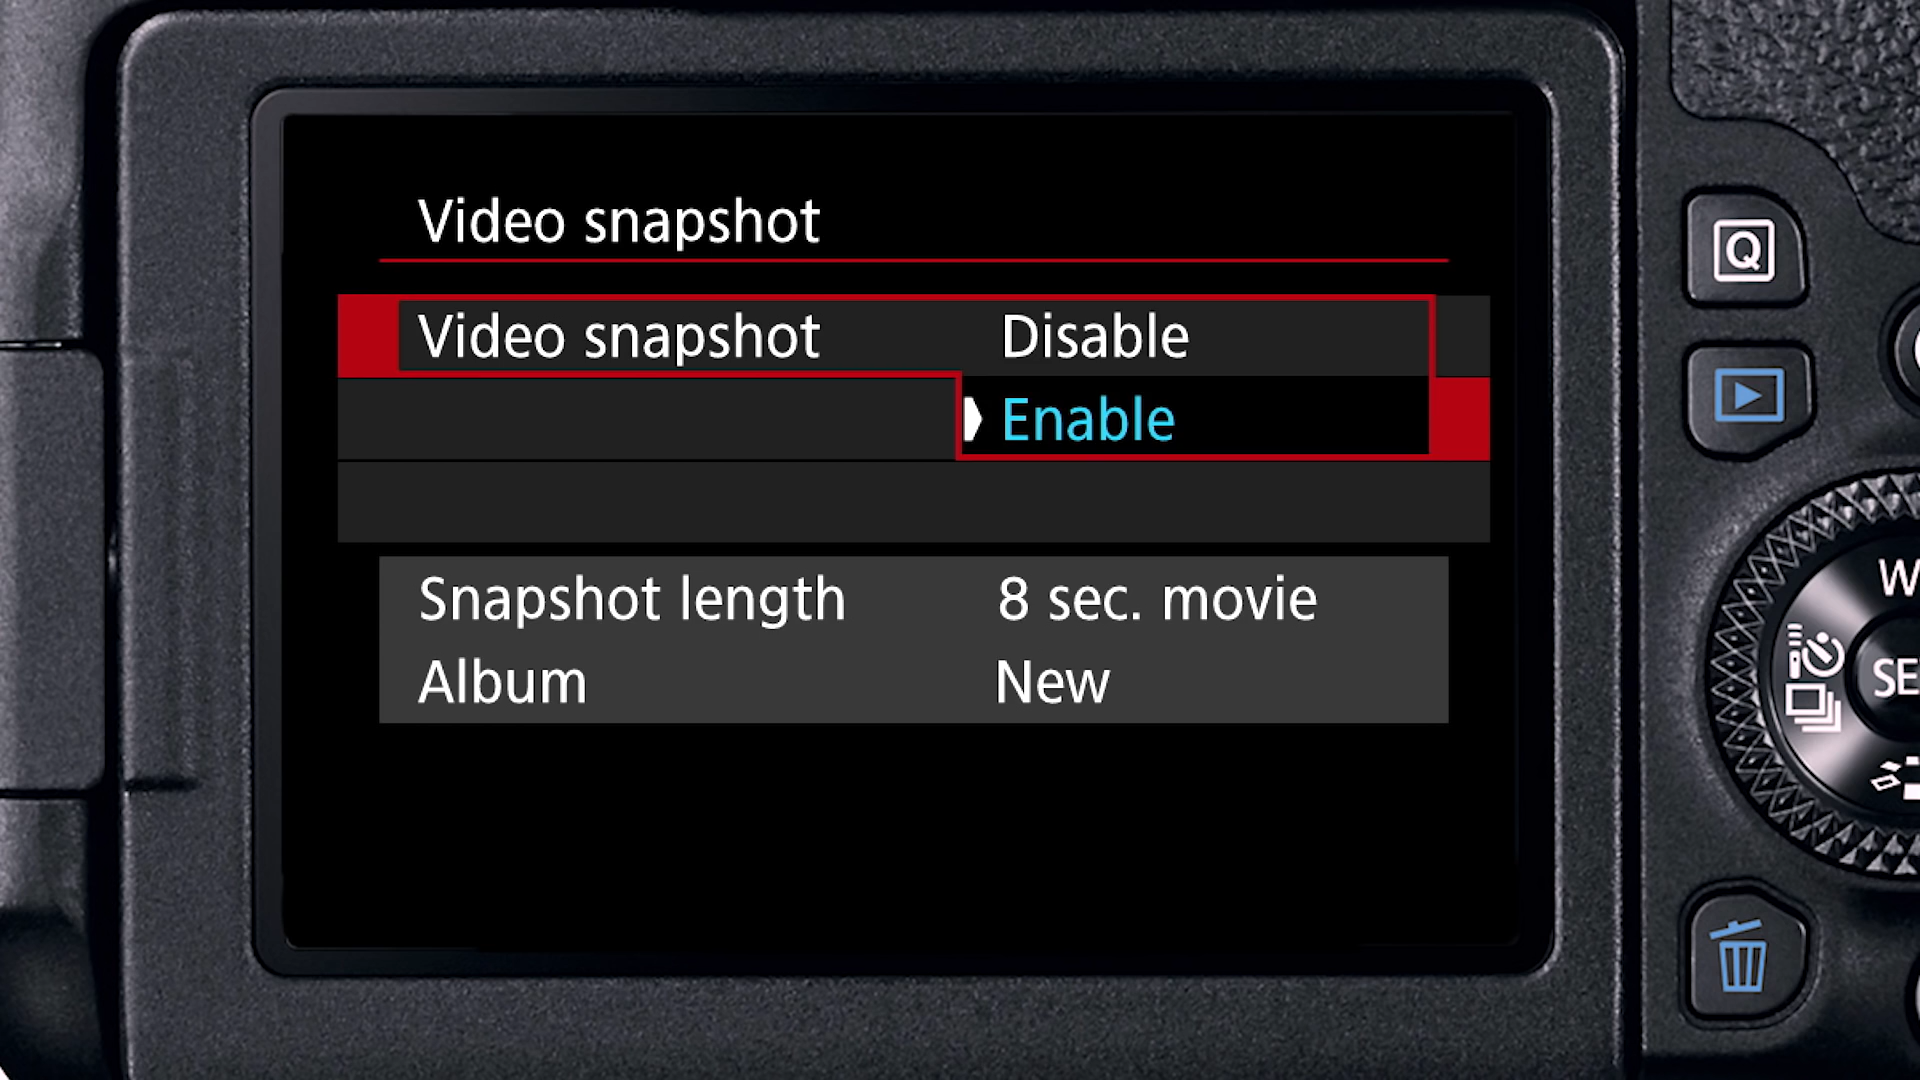 Video snapshot
Video snapshot Disable
Enable
Snapshot length 8 sec. movie
Album New
Q
W
SE